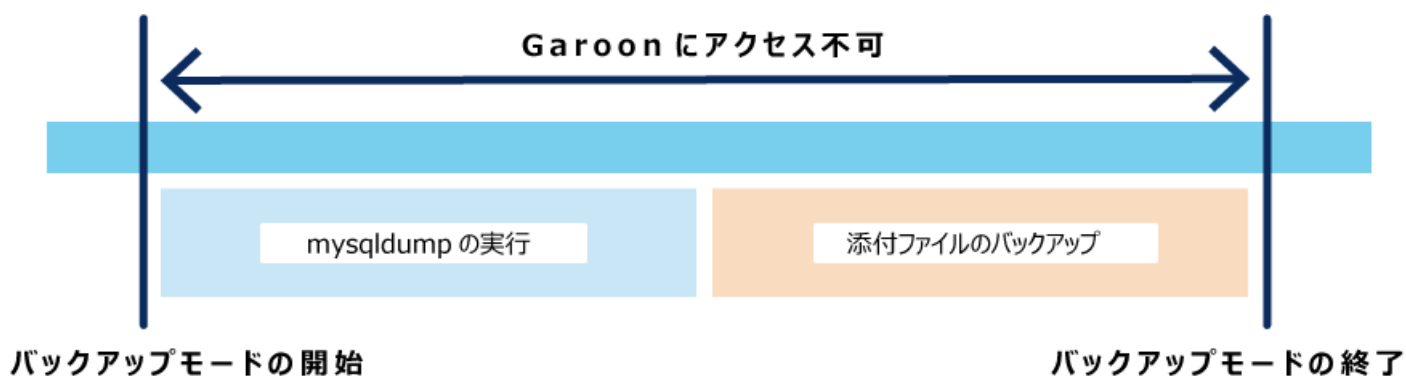 Garoon にアクセス不可
mysqldump の実行
添付ファイルのバックアップ
バックアップモードの開始
バックアップモードの終了